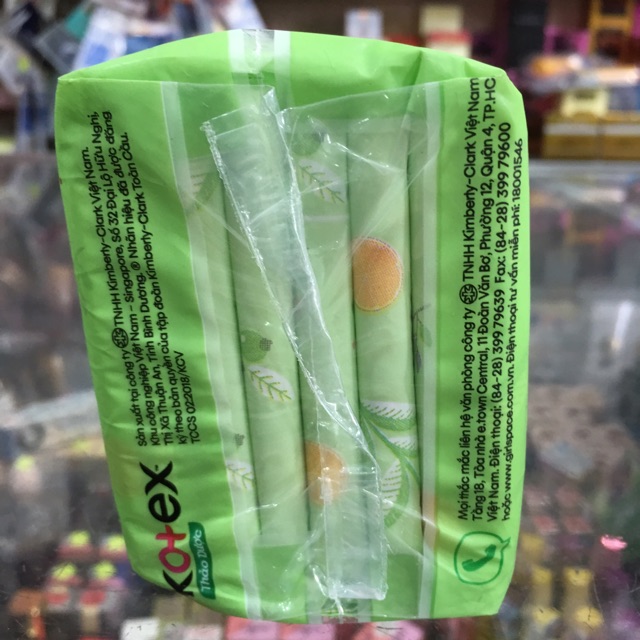 Kotex
Thảo Dược
Sản xuất tại công ty TNHH Kimberly-Clark Việt Nam.
Khu công nghiệp Việt Nam - Singapore, Số 32 Đại Lộ Hữu Nghị,
Thị Xã Thuận An, Tỉnh Bình Dương. ® Nhãn hiệu đã được đăng
ký theo bản quyền của tập đoàn Kimberly-Clark Toàn Cầu.
TCCS 02:2018/KCV
Mọi thắc mắc liên hệ văn phòng công ty TNHH Kimberly-Clark Việt Nam
Tầng 18, Tòa nhà e.town Central, 11 Đoàn Văn Bơ, Phường 12, Quận 4, TP.HC
Việt Nam. Điện thoại: (84-28) 399 79639 Fax: (84-28) 399 79600
hoặc www.girlspace.com.vn. Điện thoại tư vấn miễn phí: 18001546